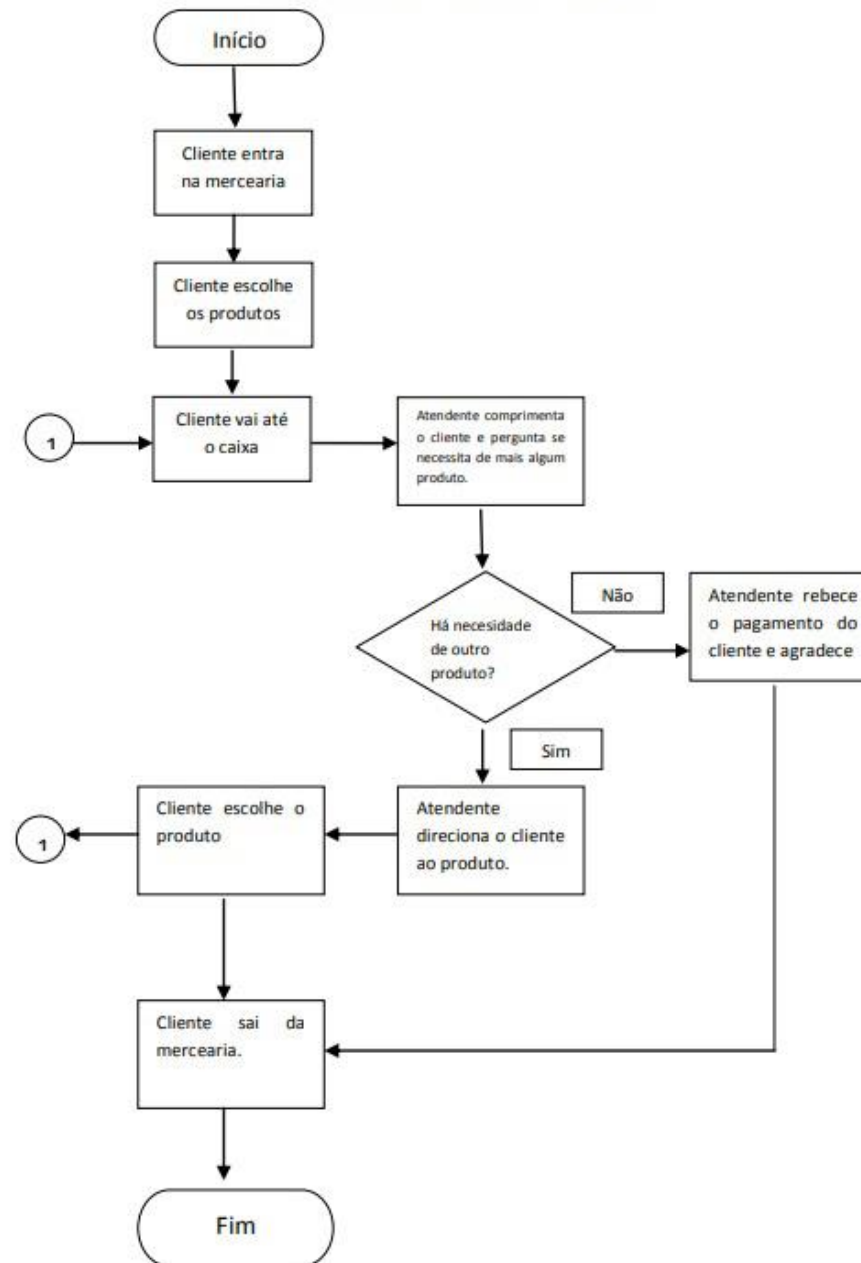 Início
Cliente entra
na mercearia
Cliente escolhe
os produtos
1
Cliente vai até
o caixa
Atendente comprimenta
o cliente e pergunta se
necessita de mais algum
produto.
Há necesidade
de outro
produto?
Não
Atendente rebece
o pagamento do
cliente e agradece
Sim
1
Cliente escolhe o
produto
Atendente
direciona o cliente
ao produto.
Cliente sai da
mercearia.
Fim